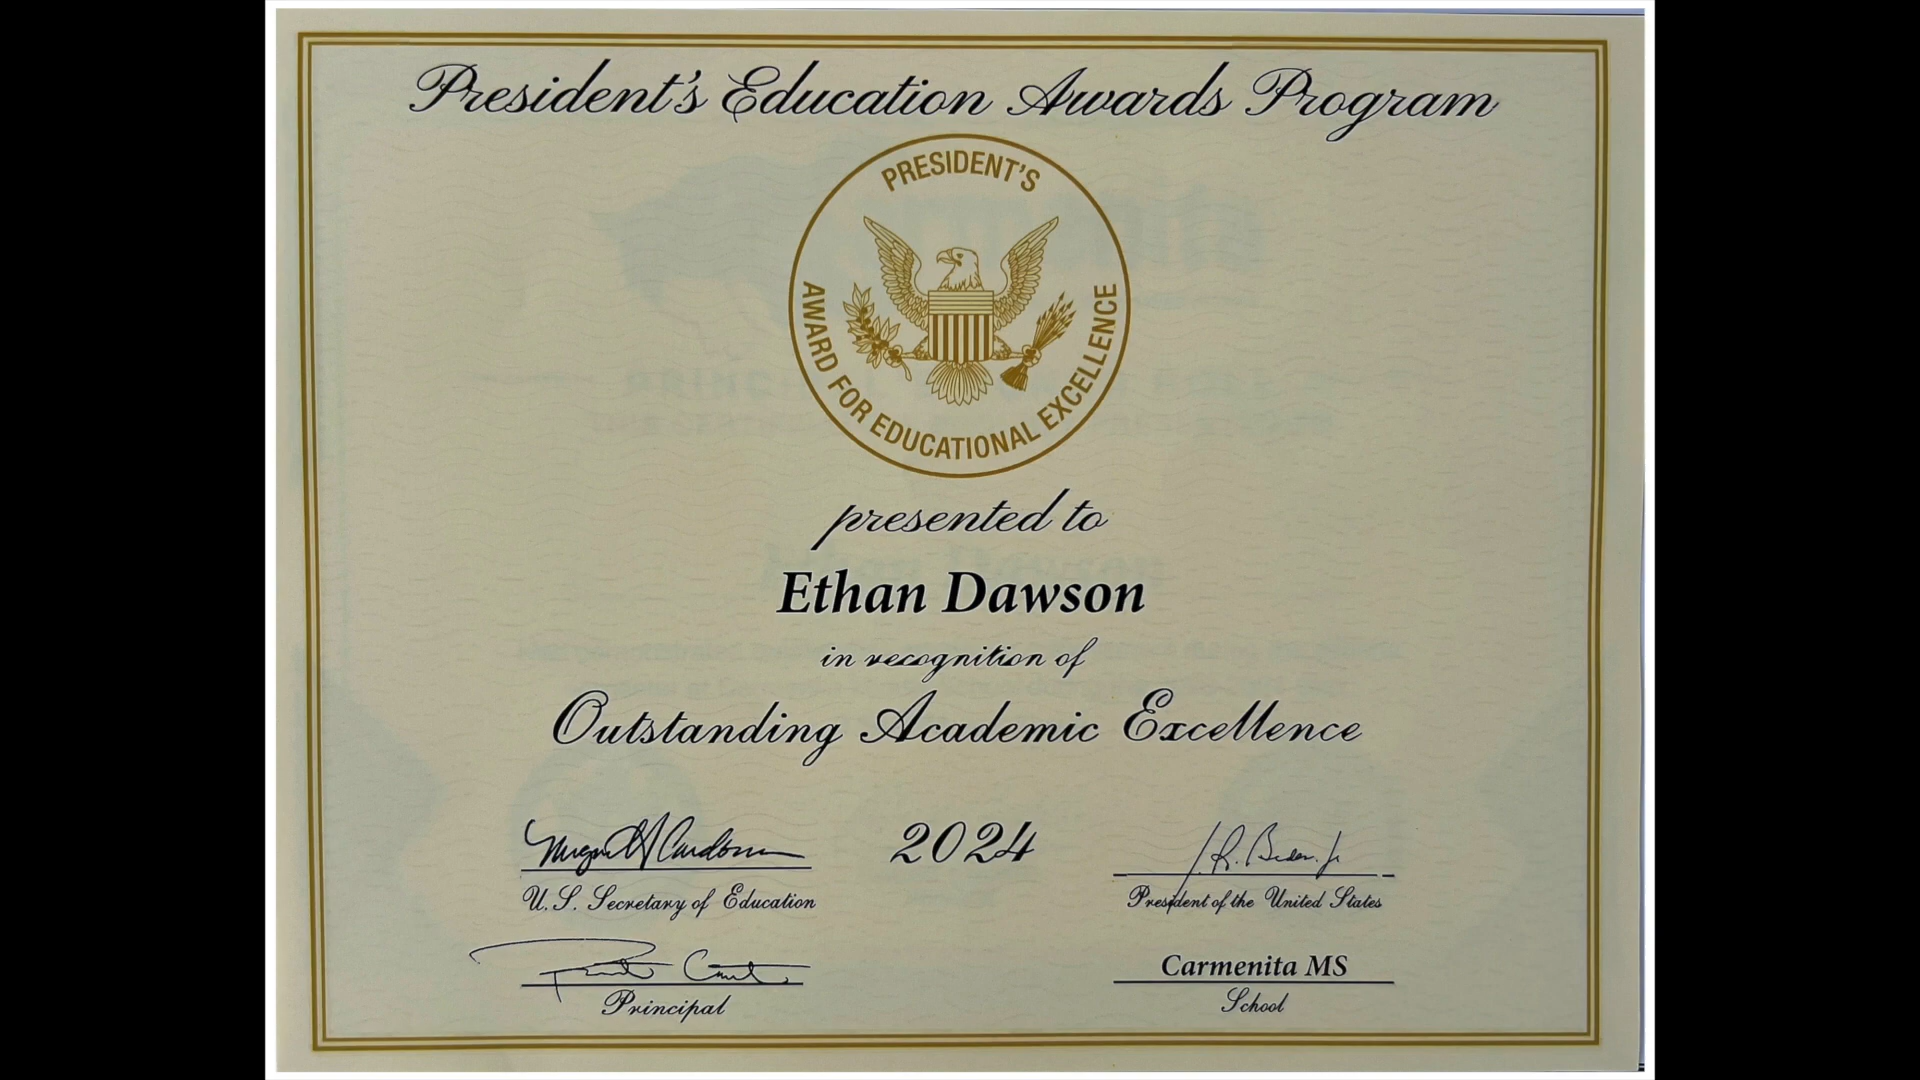 President's Education Awards Program
PRESIDENT'S
AWARD FOR EDUCATIONAL EXCELLENCE
presented to
Ethan Dawson
in recognition of
Outstanding Academic Excellence
2024
U.S. Secretary of Education
President of the United States
Carmenita MS
Principal
School